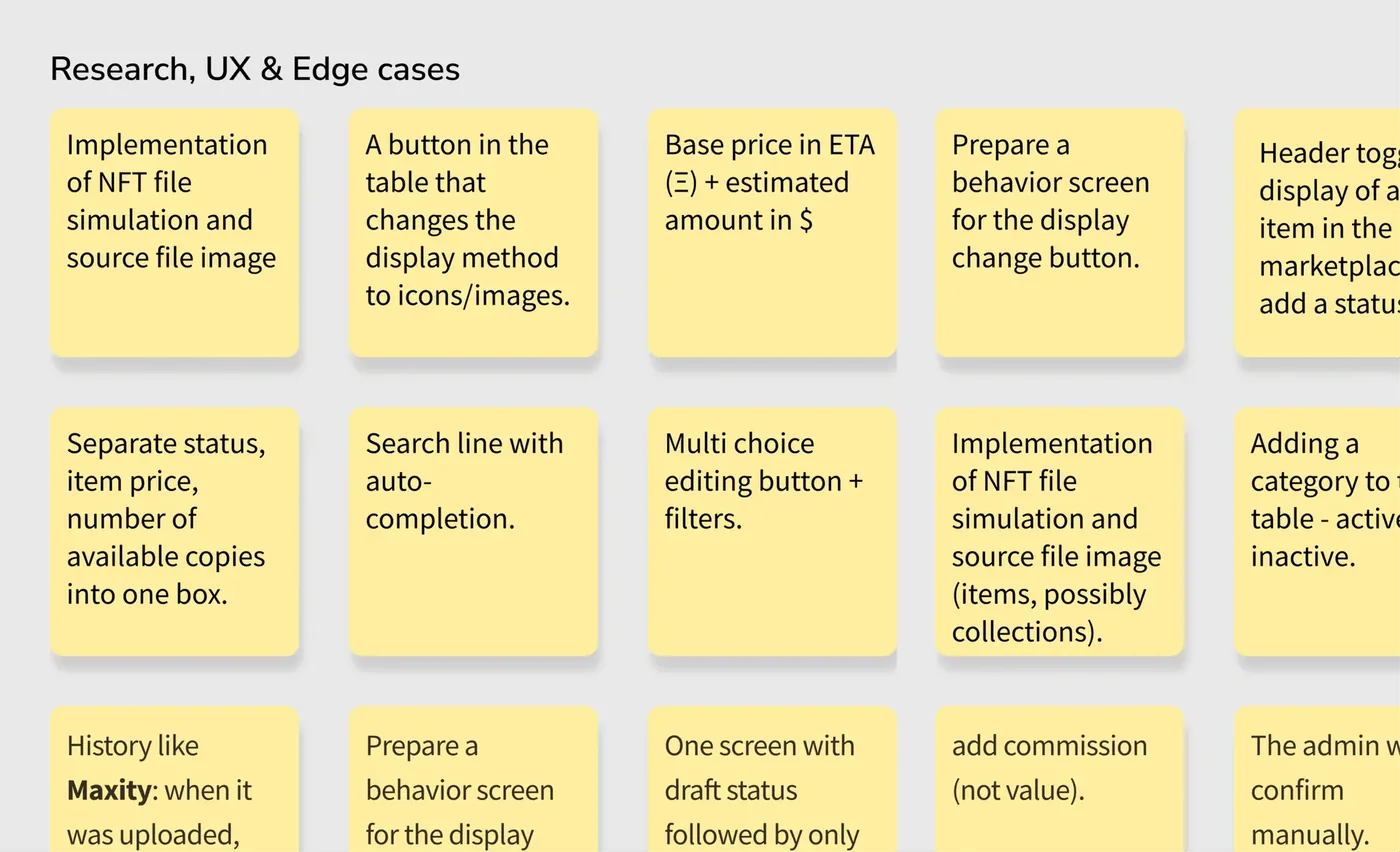 Research, UX & Edge cases
Implementation
of NFT file
simulation and
source file image
A button in the
table that
changes the
display method
to icons/images.
Base price in ETA
(Ξ) + estimated
amount in $
Prepare a
behavior screen
for the display
change button.
Header
display of
item in the
add a
Separate status,
item price,
number of
available copies
into one box.
Search line with
auto-
completion.
Multi choice
editing button +
filters.
Implementation
of NFT file
simulation and
source file image
(items, possibly
collections).
Adding a
category to
table -
inactive.
History like
Maxity: when it
was uploaded,
Prepare a
behavior screen
for the display
One screen with
draft status
followed by only
add commission
(not value).
The admin
confirm
manually.